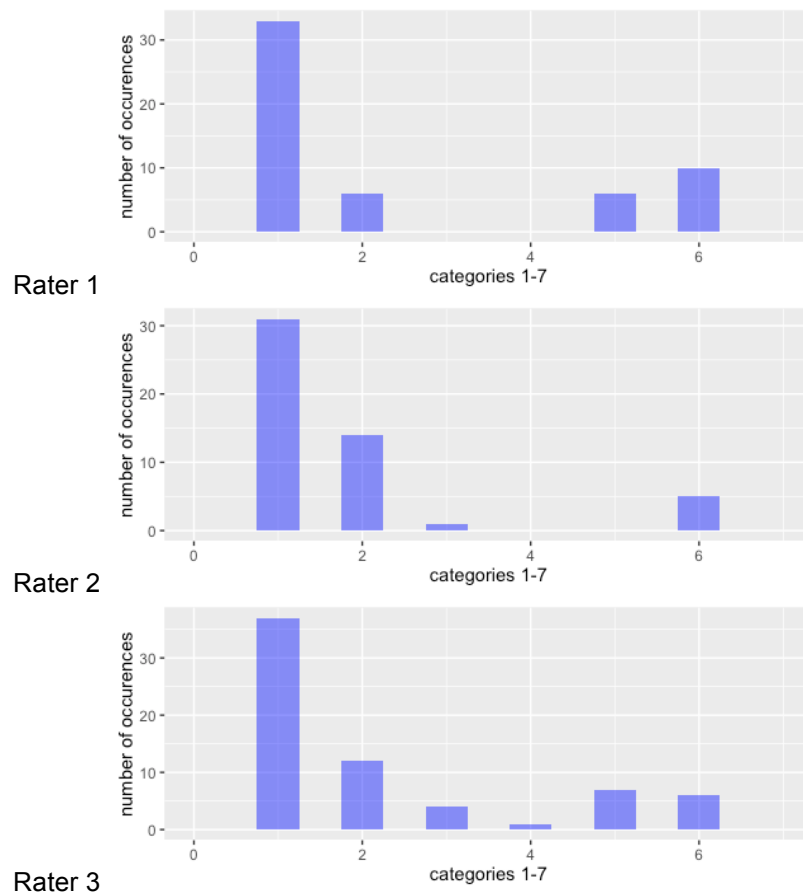 30
20
10
0
number of occurences
0 2 4 6
categories 1-7
Rater 1
30
20
10
0
number of occurences
0 2 4 6
categories 1-7
Rater 2
30
20
10
0
number of occurences
0 2 4 6
categories 1-7
Rater 3